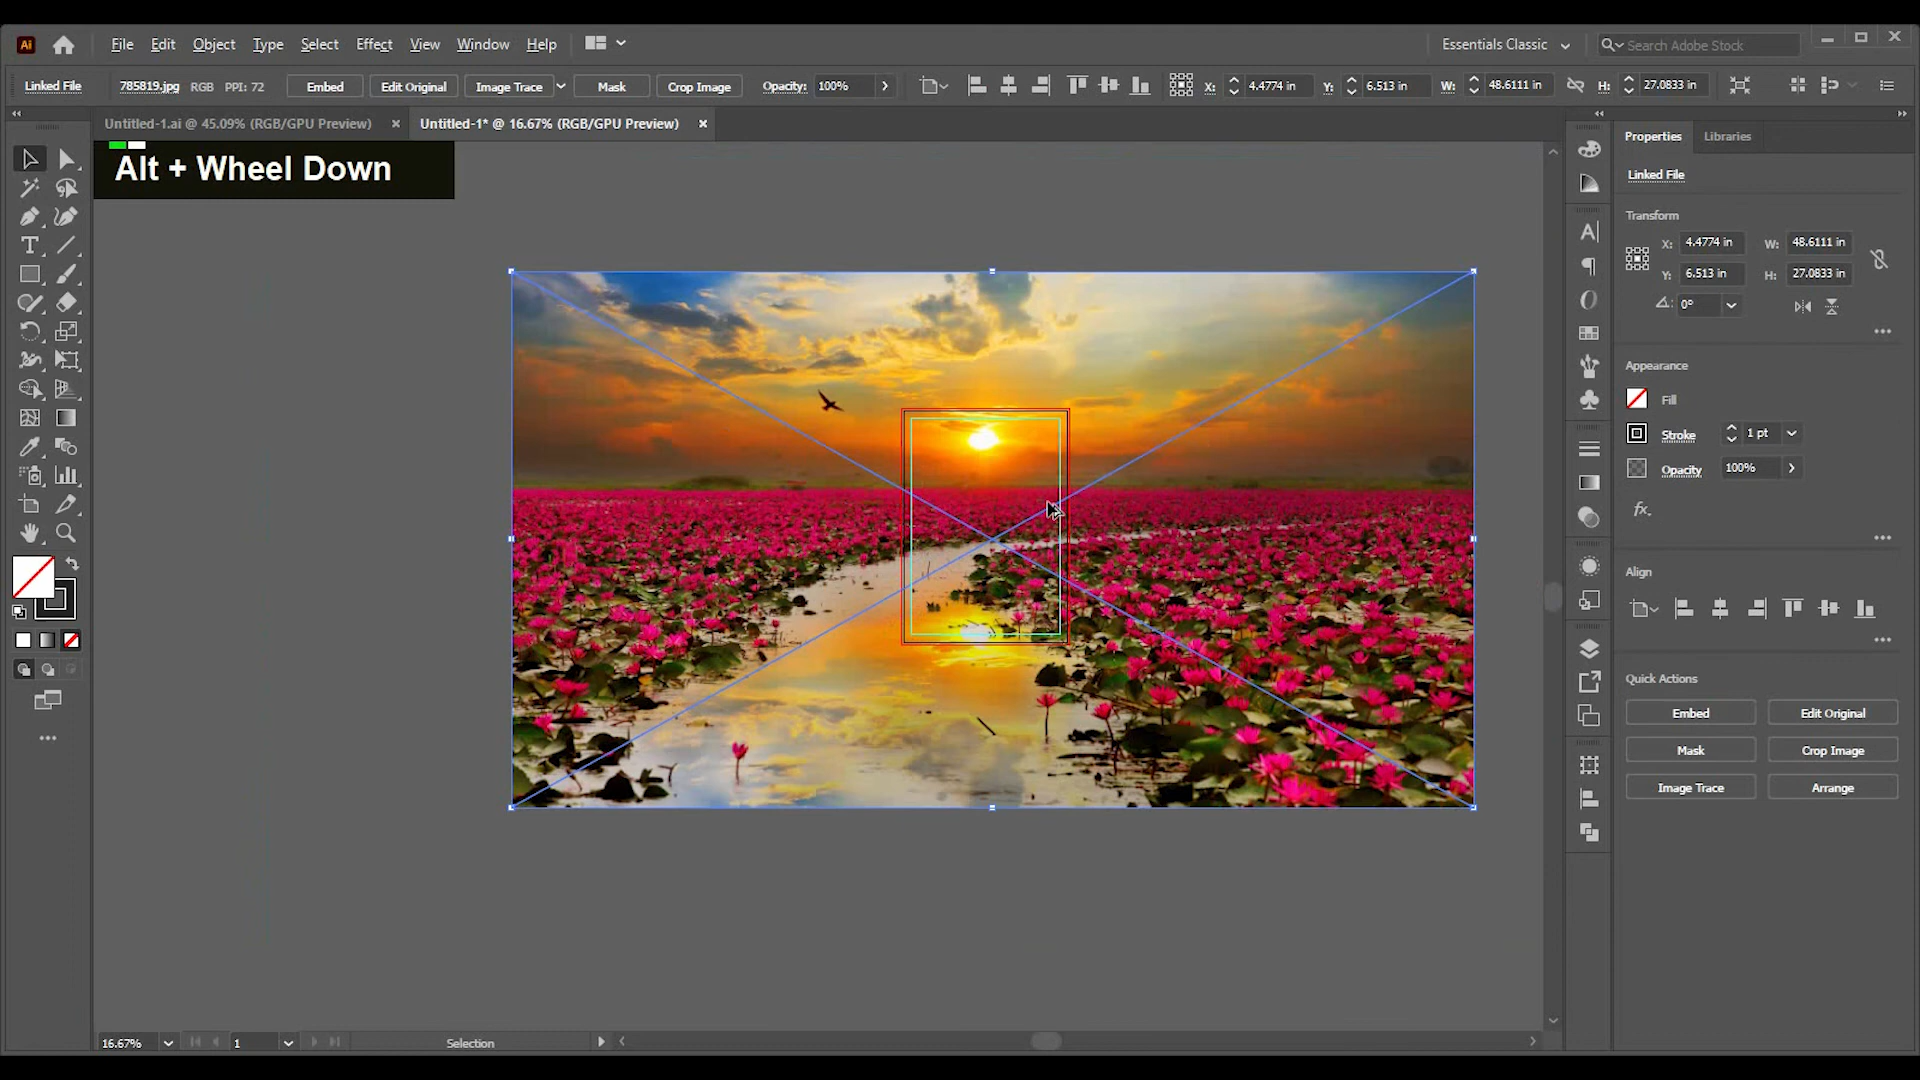 Ai File Edit Object Type Select Effect View Window Help Essentials Classic Search Adobe Stock
Linked File 785819.jpg RGB PPI: 72 Embed Edit Original Image Trace Mask Crop Image Opacity: 100% X: 4.4774 in Y: 6.513 in W: 48.6111 in H: 27.0833 in
Untitled-1.ai @ 45.09% (RGB/GPU Preview) × Untitled-1* @ 16.67% (RGB/GPU Preview) ×
Alt + Wheel Down
Properties Libraries
Linked File
Transform
X: 4.4774 in W: 48.6111 in
Y: 6.513 in H: 27.0833 in
0°
Appearance
Fill
Stroke 1 pt
Opacity 100%
fx.
Align
Quick Actions
Embed Edit Original
Mask Crop Image
Image Trace Arrange
16.67% 1 Selection